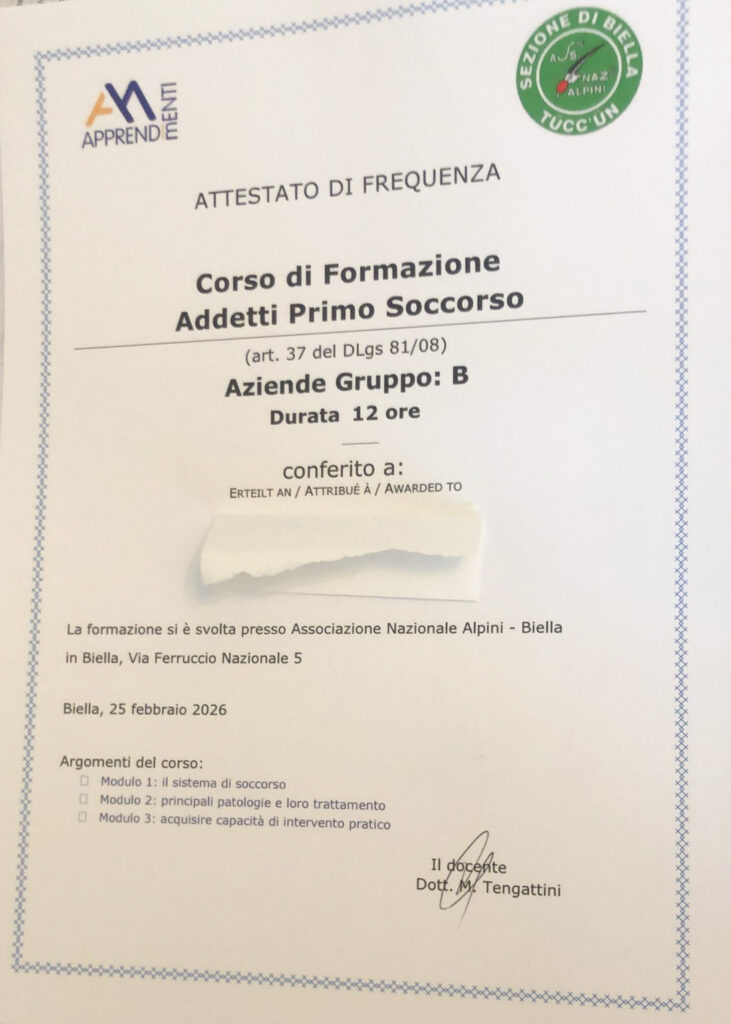 APPRENDIMENTI
SEZIONE DI BIELLA
ASS. NAZ. ALPINI
TUCC'UN
ATTESTATO DI FREQUENZA
Corso di Formazione
Addetti Primo Soccorso
(art. 37 del DLgs 81/08)
Aziende Gruppo: B
Durata 12 ore
conferito a:
ERTEILT AN / ATTRIBUÉ À / AWARDED TO
La formazione si è svolta presso Associazione Nazionale Alpini - Biella
in Biella, Via Ferruccio Nazionale 5
Biella, 25 febbraio 2026
Argomenti del corso:
Modulo 1: il sistema di soccorso
Modulo 2: principali patologie e loro trattamento
Modulo 3: acquisire capacità di intervento pratico
Il docente
Dott. M. Tengattini